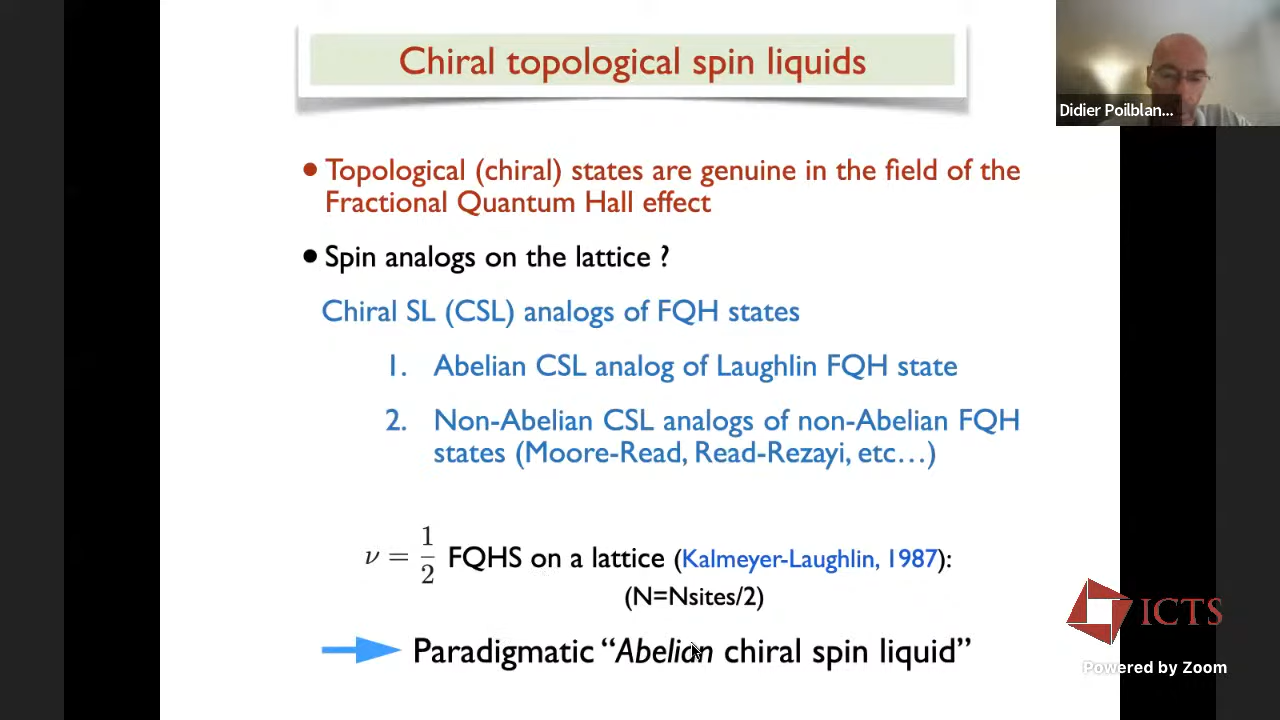 Chiral topological spin liquids
Didier Poilblan...
• Topological (chiral) states are genuine in the field of the
Fractional Quantum Hall effect
• Spin analogs on the lattice ?
Chiral SL (CSL) analogs of FQH states
1. Abelian CSL analog of Laughlin FQH state
2. Non-Abelian CSL analogs of non-Abelian FQH
states (Moore-Read, Read-Rezayi, etc…)
ν = 1/2 FQHS on a lattice (Kalmeyer-Laughlin, 1987):
(N=Nsites/2)
ICTS
Paradigmatic “Abelian chiral spin liquid”
Powered by Zoom